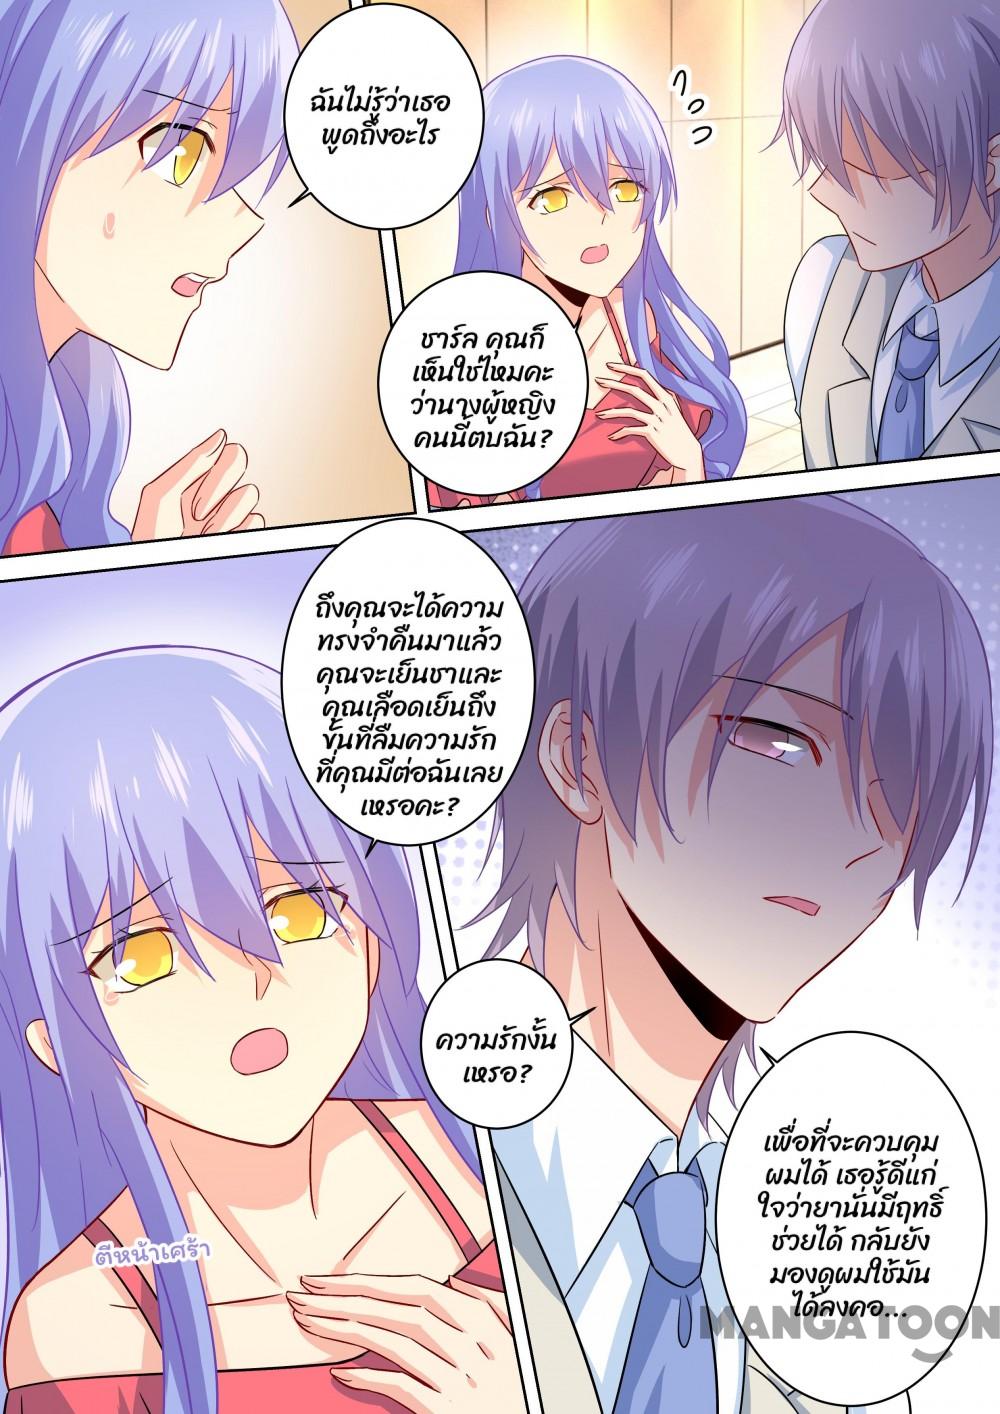 ฉันไม่รู้ว่าเธอ
พูดถึงอะไร
ชาร์ล คุณก็
เห็นใช่ไหมคะ
ว่านางผู้หญิง
คนนี้ตบฉัน?
ถึงคุณจะได้ความ
ทรงจำคืนมาแล้ว
คุณจะเย็นชาและ
คุณเลือดเย็นถึง
ขั้นที่ลืมความรัก
ที่คุณมีต่อฉันเลย
เหรอคะ?
ความรักงั้น
เหรอ?
เพื่อที่จะควบคุม
ผมได้ เธอรู้ดีแก่
ใจว่ายานั่นมีฤทธิ์
ช่วยได้ กลับยัง
มองดูผมใช้มัน
ได้ลงคอ...
ตีหน้าเศร้า
MANGATOON